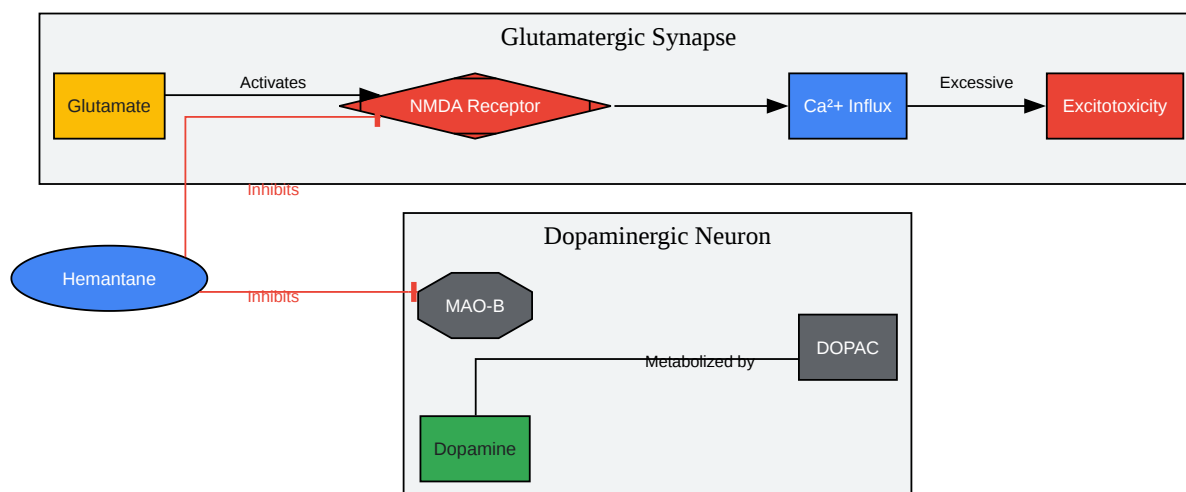 Glutamatergic Synapse
Glutamate
Activates
NMDA Receptor
Ca²+ Influx
Excessive
Excitotoxicity
Inhibits
Hemantane
Inhibits
Dopaminergic Neuron
MAO-B
DOPAC
Metabolized by
Dopamine